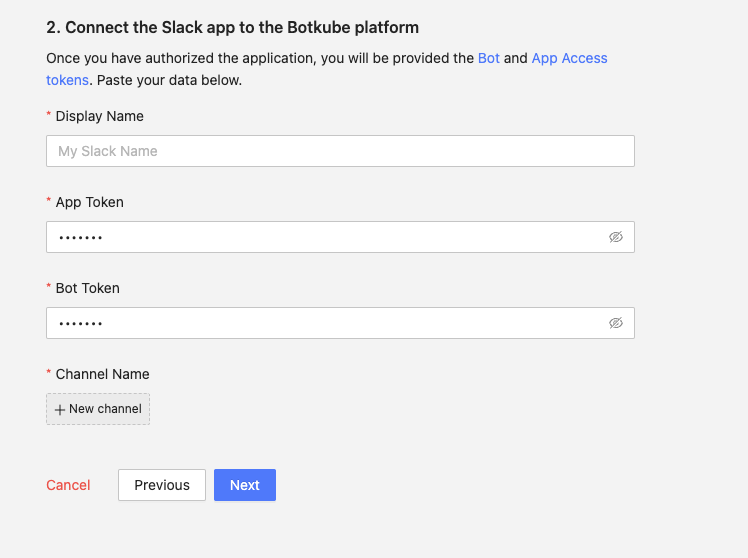 2. Connect the Slack app to the Botkube platform
Once you have authorized the application, you will be provided the Bot and App Access
tokens. Paste your data below.
* Display Name
My Slack Name
* App Token
•••••••
* Bot Token
•••••••
* Channel Name
+ New channel
Cancel Previous Next